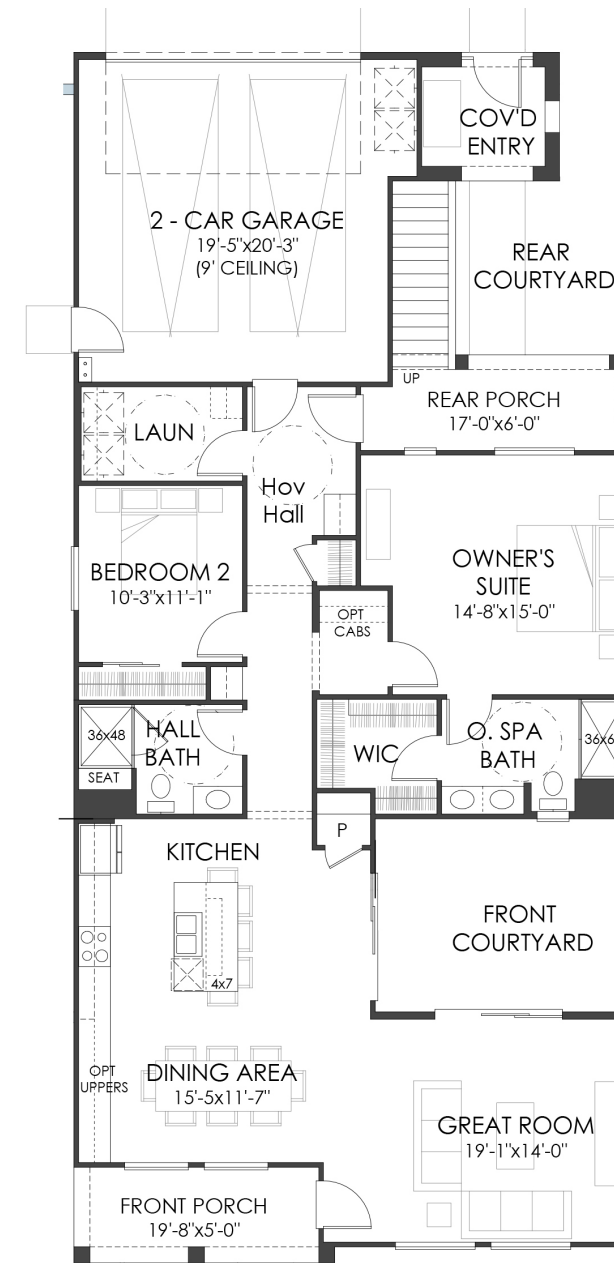 COV'D
ENTRY
2 - CAR GARAGE
19'-5"x20'-3"
(9' CEILING)
REAR
COURTYARD
UP
REAR PORCH
17'-0"x6'-0"
LAUN
Hov
Hall
BEDROOM 2
10'-3"x11'-1"
OWNER'S
SUITE
14'-8"x15'-0"
OPT
CABS
36x48
SEAT
HALL
BATH
WIC
O. SPA
BATH
36x6
P
KITCHEN
FRONT
COURTYARD
4x7
OPT
UPPERS
DINING AREA
15'-5x11'-7"
GREAT ROOM
19'-1"x14'-0"
FRONT PORCH
19'-8"x5'-0"